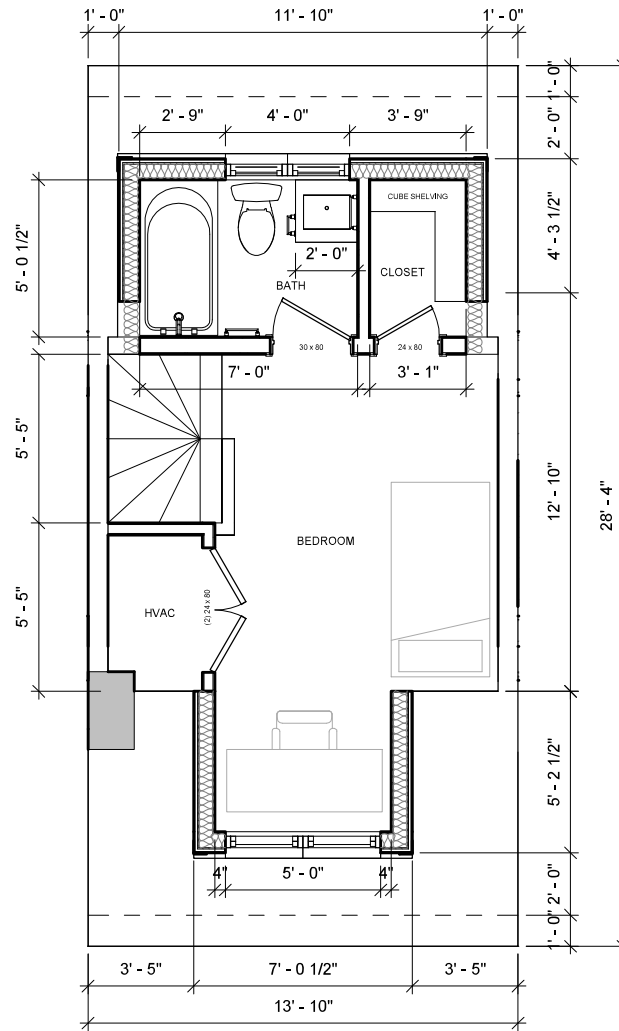 1' - 0" 11' - 10" 1' - 0"
1' - 0"
2' - 9" 4' - 0" 3' - 9"
2' - 0"
CUBE SHELVING
5' - 0 1/2"
4' - 3 1/2"
2' - 0"
CLOSET
BATH
30 x 80 24 x 80
7' - 0" 3' - 1"
5' - 5"
12' - 10"
28' - 4"
BEDROOM
5' - 5"
HVAC
(2) 24 x 80
5' - 2 1/2"
4" 5' - 0" 4"
2' - 0"
1' - 0"
3' - 5" 7' - 0 1/2" 3' - 5"
13' - 10"